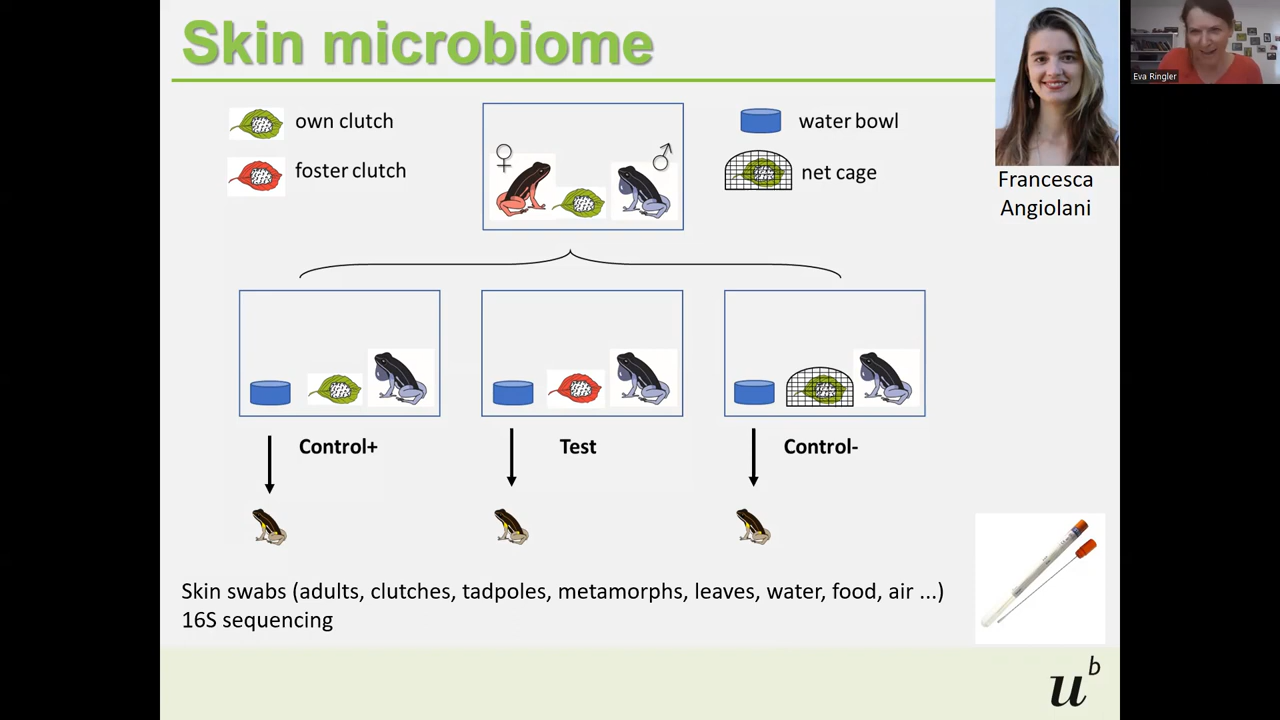 Skin microbiome
Eva Ringler
own clutch
foster clutch
♀
♂
water bowl
net cage
Francesca
Angiolani
Control+
Test
Control-
Skin swabs (adults, clutches, tadpoles, metamorphs, leaves, water, food, air ...)
16S sequencing
u
b